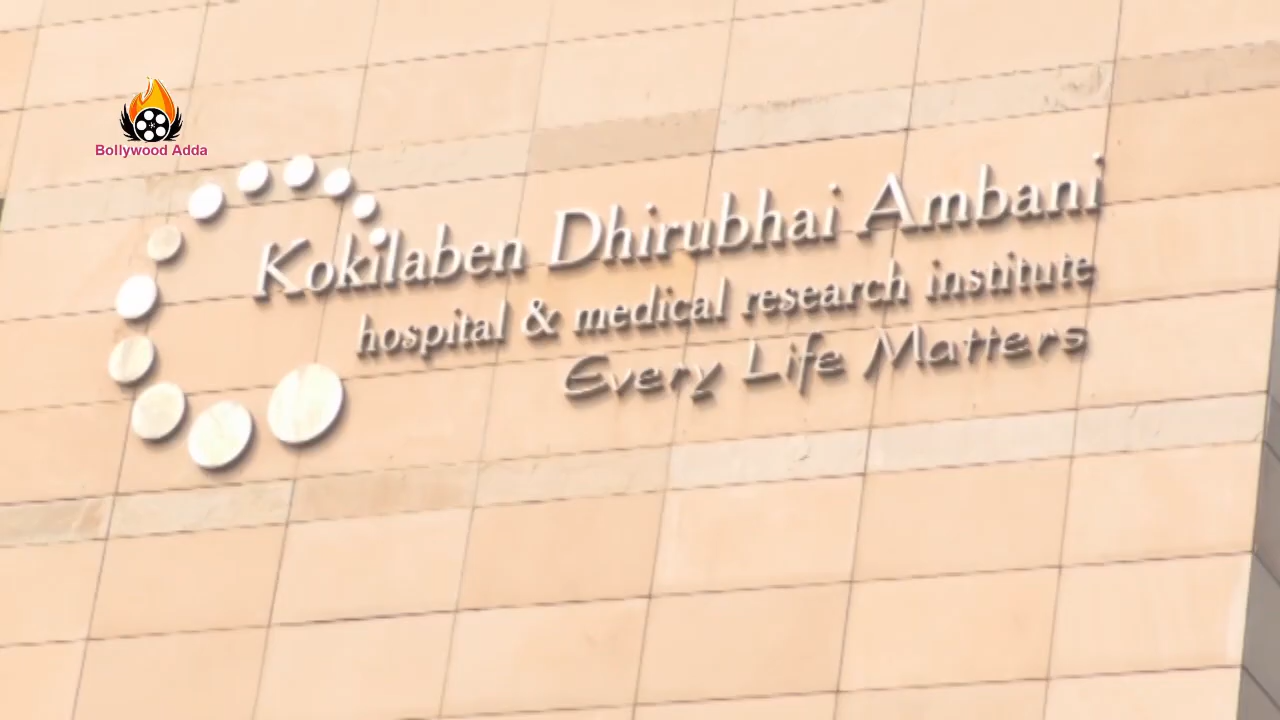 Bollywood Adda
Kokilaben Dhirubhai Ambani
hospital & medical research institute
Every Life Matters